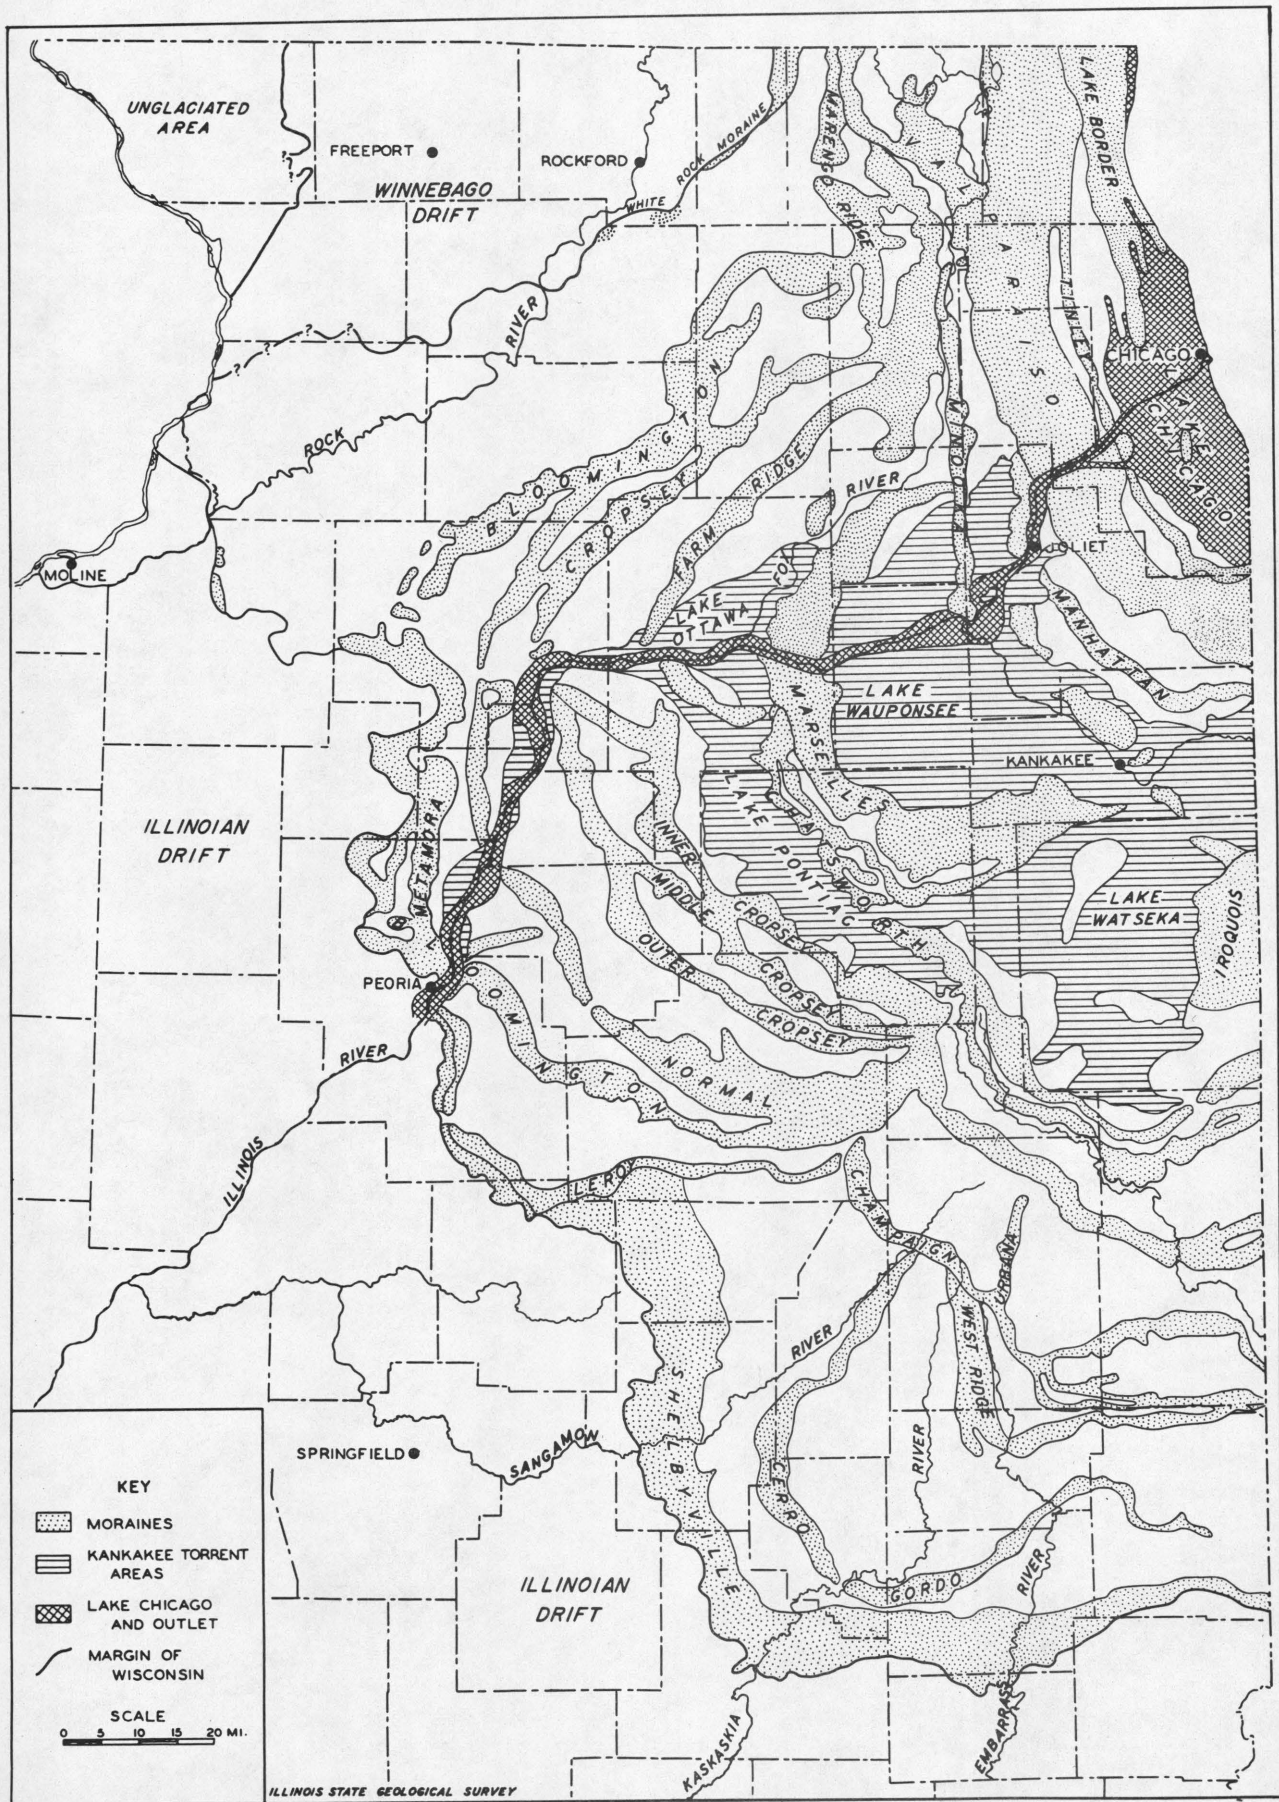 UNGLACIATED
AREA
FREEPORT
ROCKFORD
WINNEBAGO
DRIFT
WHITE ROCK MORAINE
MARENGO RIDGE
VALPARAISO
LAKE BORDER
TINLEY
CHICAGO
LAKE
CHICAGO
ROCK
RIVER
BLOOMINGTON
CROPSEY
FARM RIDGE
FOX
RIVER
MINOOKA
JOLIET
MOLINE
LAKE
OTTAWA
MANHATTAN
MARSEILLES
LAKE
WAUPONSEE
KANKAKEE
ILLINOIAN
DRIFT
METAMORA
LAKE
PONTIAC
CHATSWORTH
INNER
CROPSEY
MIDDLE
CROPSEY
OUTER
CROPSEY
LAKE
WATSEKA
IROQUOIS
PEORIA
BLOOMINGTON
NORMAL
ILLINOIS
RIVER
LEROY
CHAMPAIGN
URBANA
WEST RIDGE
SHELBYVILLE
RIVER
CERRO
GORDO
RIVER
SPRINGFIELD
SANGAMON
ILLINOIAN
DRIFT
KASKASKIA
EMBARRASS
RIVER
KEY
MORAINES
KANKAKEE TORRENT
AREAS
LAKE CHICAGO
AND OUTLET
MARGIN OF
WISCONSIN
SCALE
0 5 10 15 20 MI.
ILLINOIS STATE GEOLOGICAL SURVEY